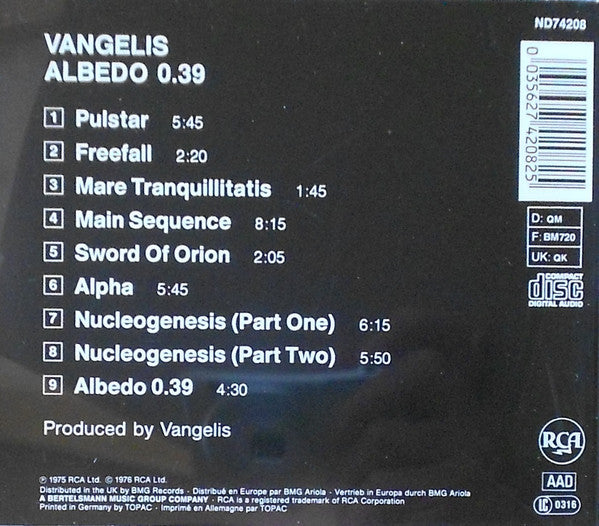 ND74208
VANGELIS
ALBEDO 0.39
1 Pulstar 5:45
2 Freefall 2:20
3 Mare Tranquillitatis 1:45
4 Main Sequence 8:15
5 Sword Of Orion 2:05
6 Alpha 5:45
7 Nucleogenesis (Part One) 6:15
8 Nucleogenesis (Part Two) 5:50
9 Albedo 0.39 4:30
Produced by Vangelis
0 035627 420825
D: QM
F: BM720
UK: QK
COMPACT
disc
DIGITAL AUDIO
RCA
AAD
LC 0316
℗ 1975 RCA Ltd. © 1976 RCA Ltd.
Distributed in the UK by BMG Records · Distribué en Europe par BMG Ariola · Vertrieb in Europa durch BMG Ariola
A BERTELSMANN MUSIC GROUP COMPANY · RCA is a registered trademark of RCA Corporation
Printed in Germany by TOPAC · Imprimé en Allemagne par TOPAC